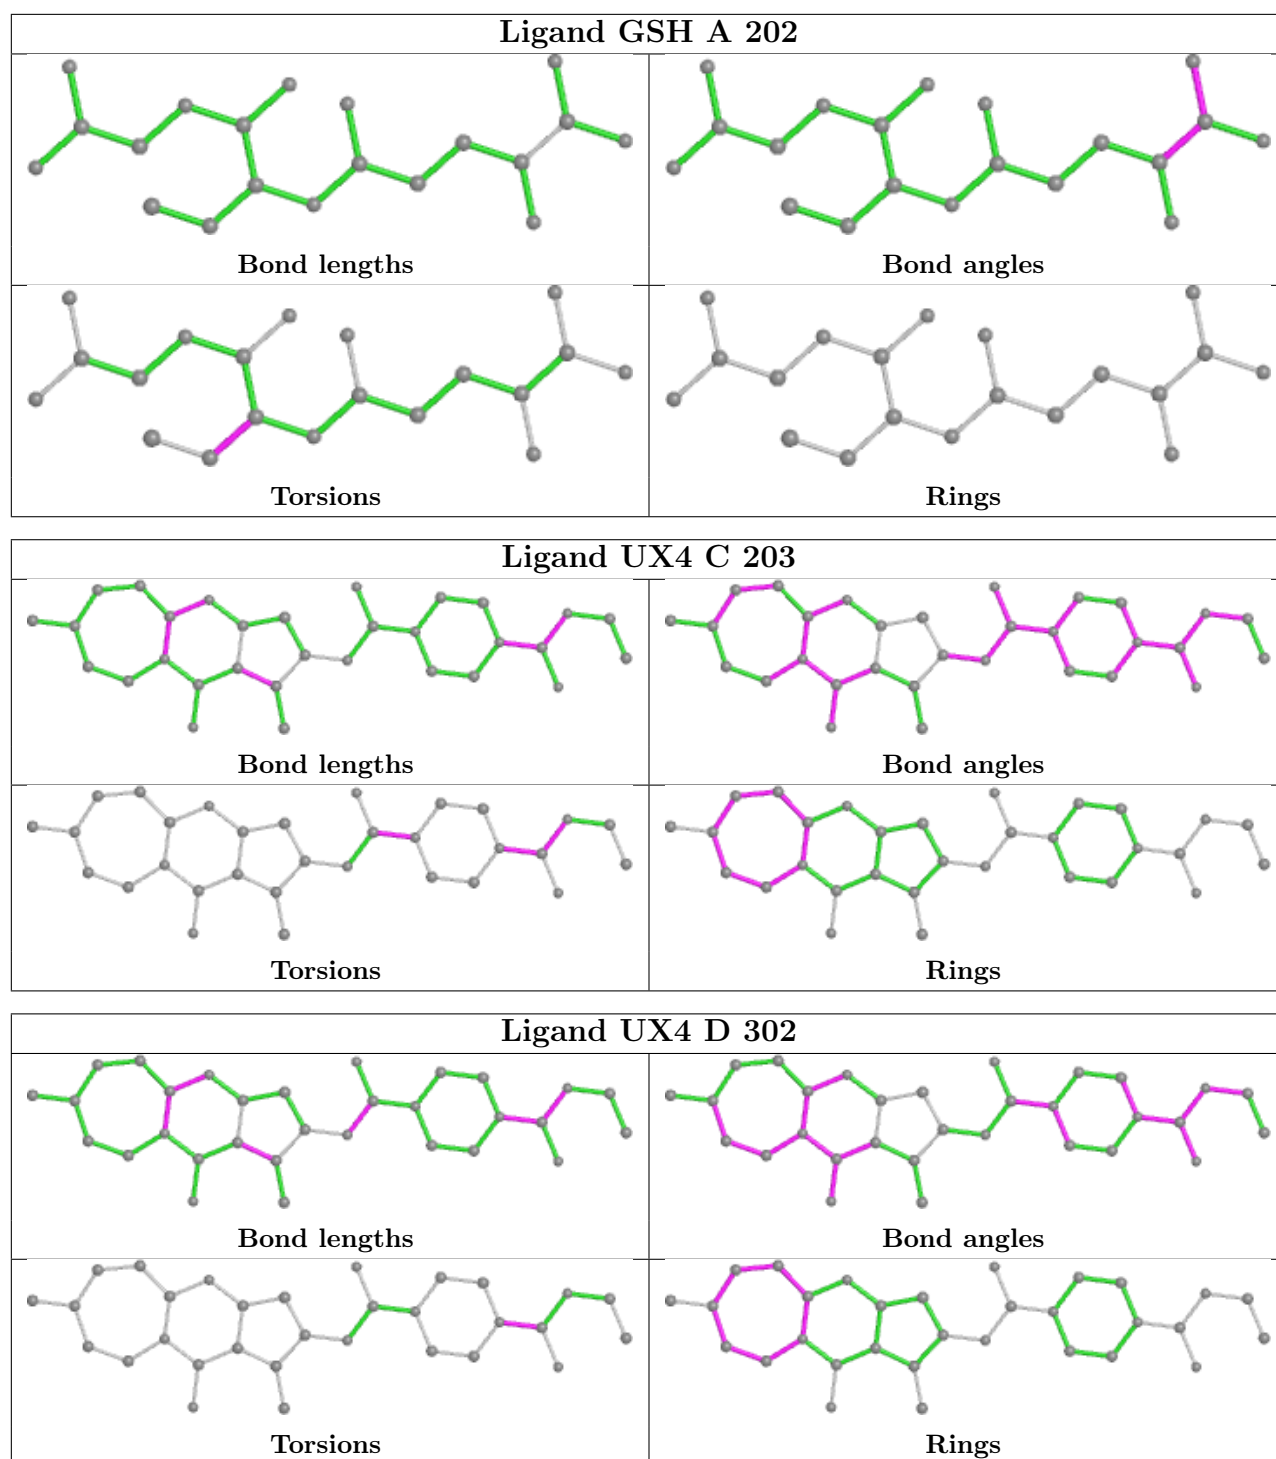 Ligand GSH A 202
Bond lengths
Bond angles
Torsions
Rings
Ligand UX4 C 203
Bond lengths
Bond angles
Torsions
Rings
Ligand UX4 D 302
Bond lengths
Bond angles
Torsions
Rings